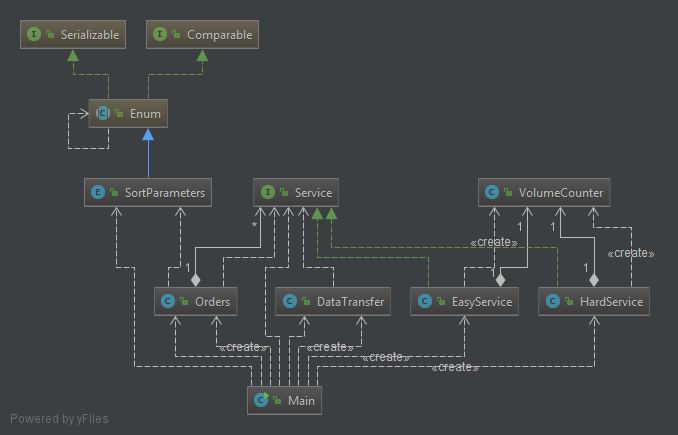 I Serializable
I Comparable
C Enum
E SortParameters
I Service
C VolumeCounter
*
1
1
«create»
«create»
1
1
1
1
C Orders
C DataTransfer
C EasyService
C HardService
«create»
«create»
«create»
«create»
C Main
Powered by yFiles